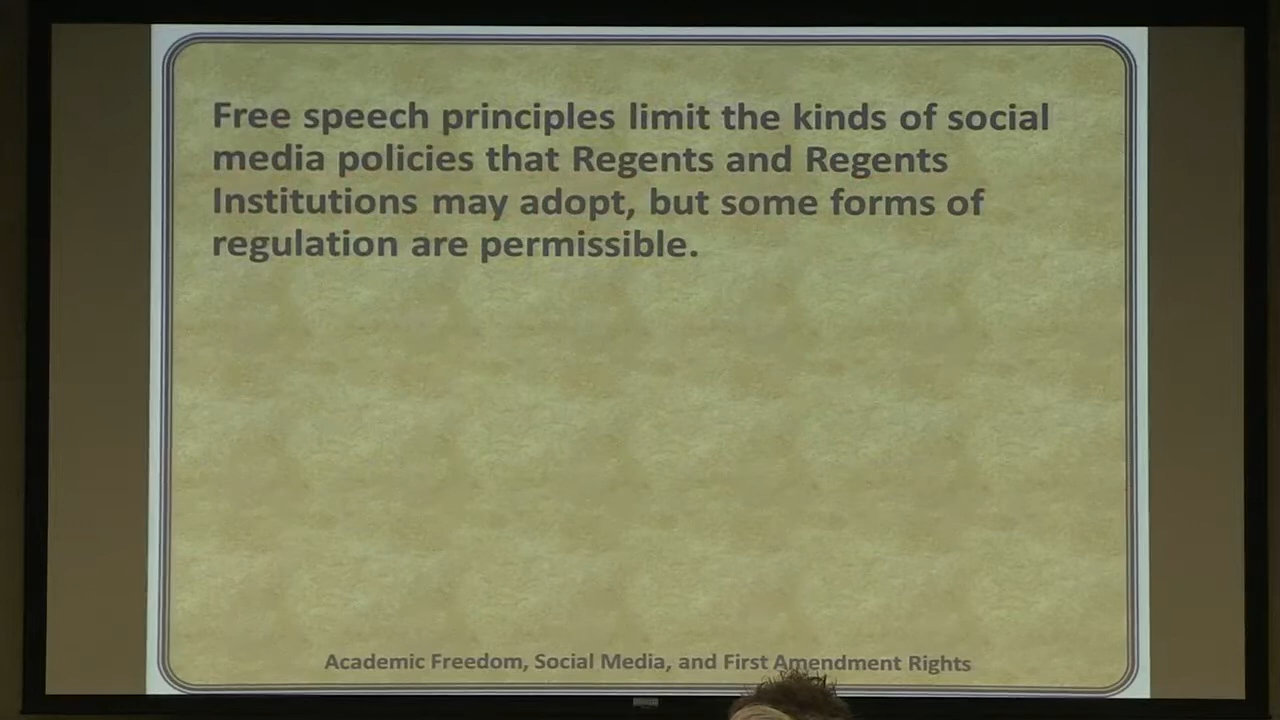 Free speech principles limit the kinds of social
media policies that Regents and Regents
Institutions may adopt, but some forms of
regulation are permissible.
Academic Freedom, Social Media, and First Amendment Rights